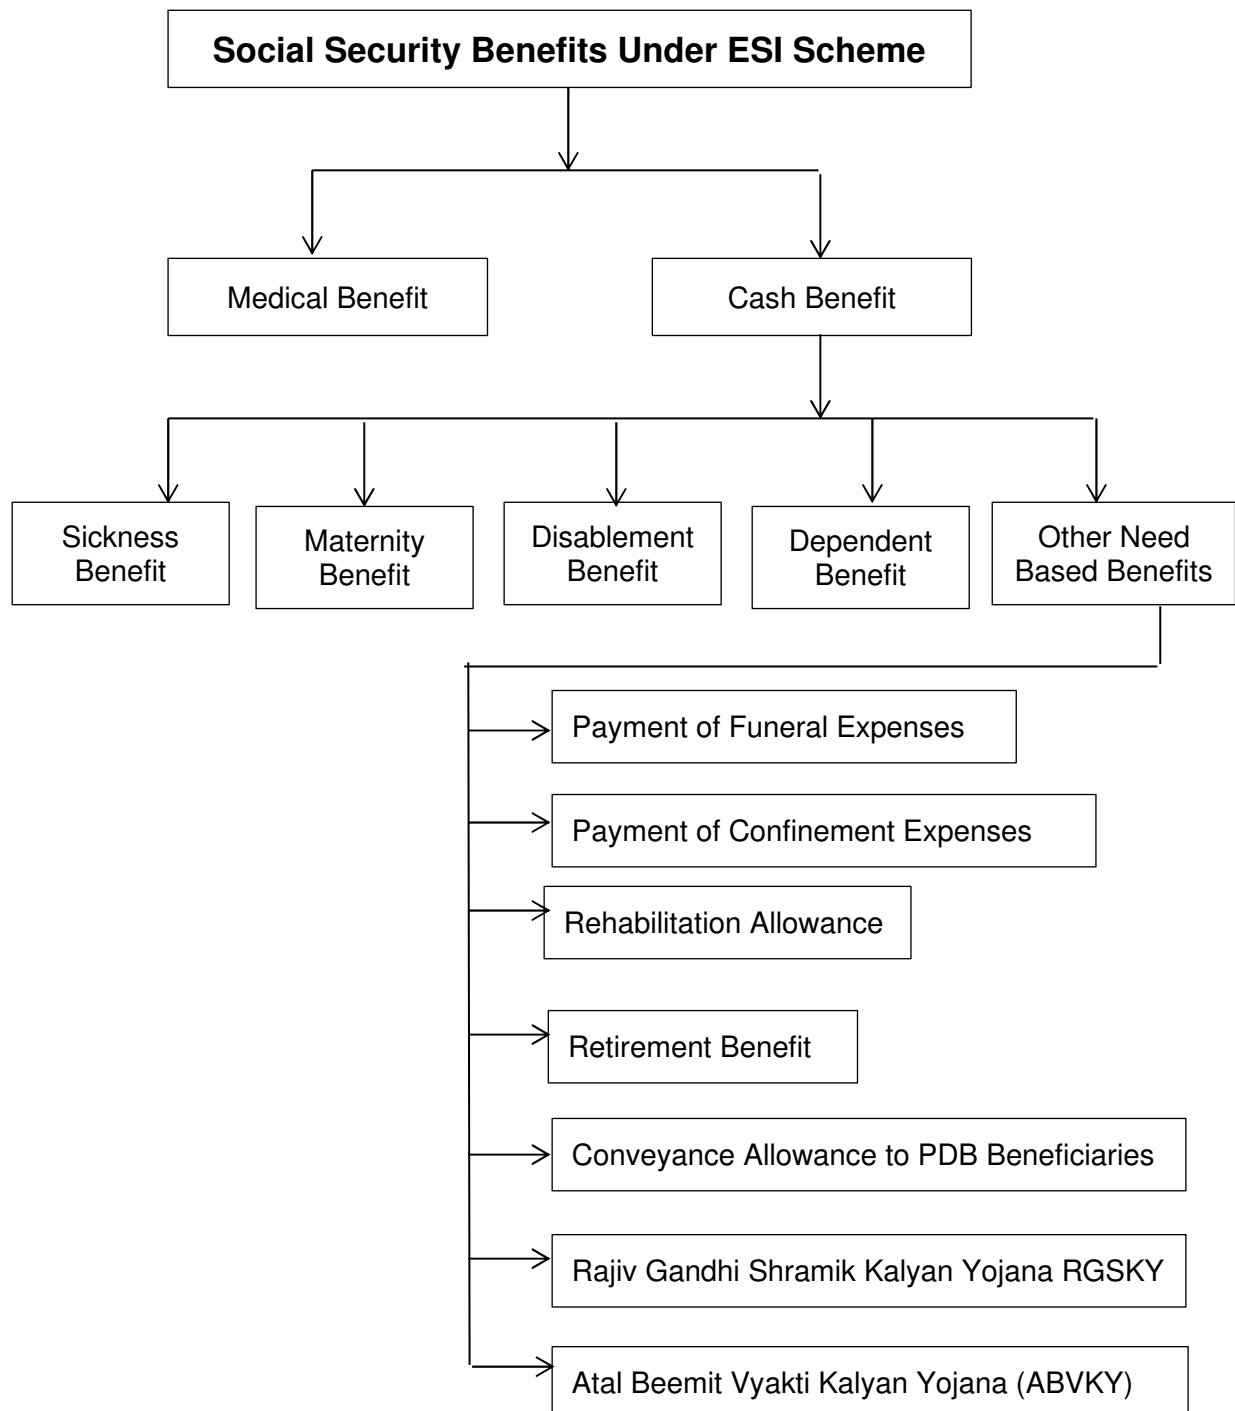 Social Security Benefits Under ESI Scheme
Medical Benefit
Cash Benefit
Sickness
Benefit
Maternity
Benefit
Disablement
Benefit
Dependent
Benefit
Other Need
Based Benefits
Payment of Funeral Expenses
Payment of Confinement Expenses
Rehabilitation Allowance
Retirement Benefit
Conveyance Allowance to PDB Beneficiaries
Rajiv Gandhi Shramik Kalyan Yojana RGSKY
Atal Beemit Vyakti Kalyan Yojana (ABVKY)